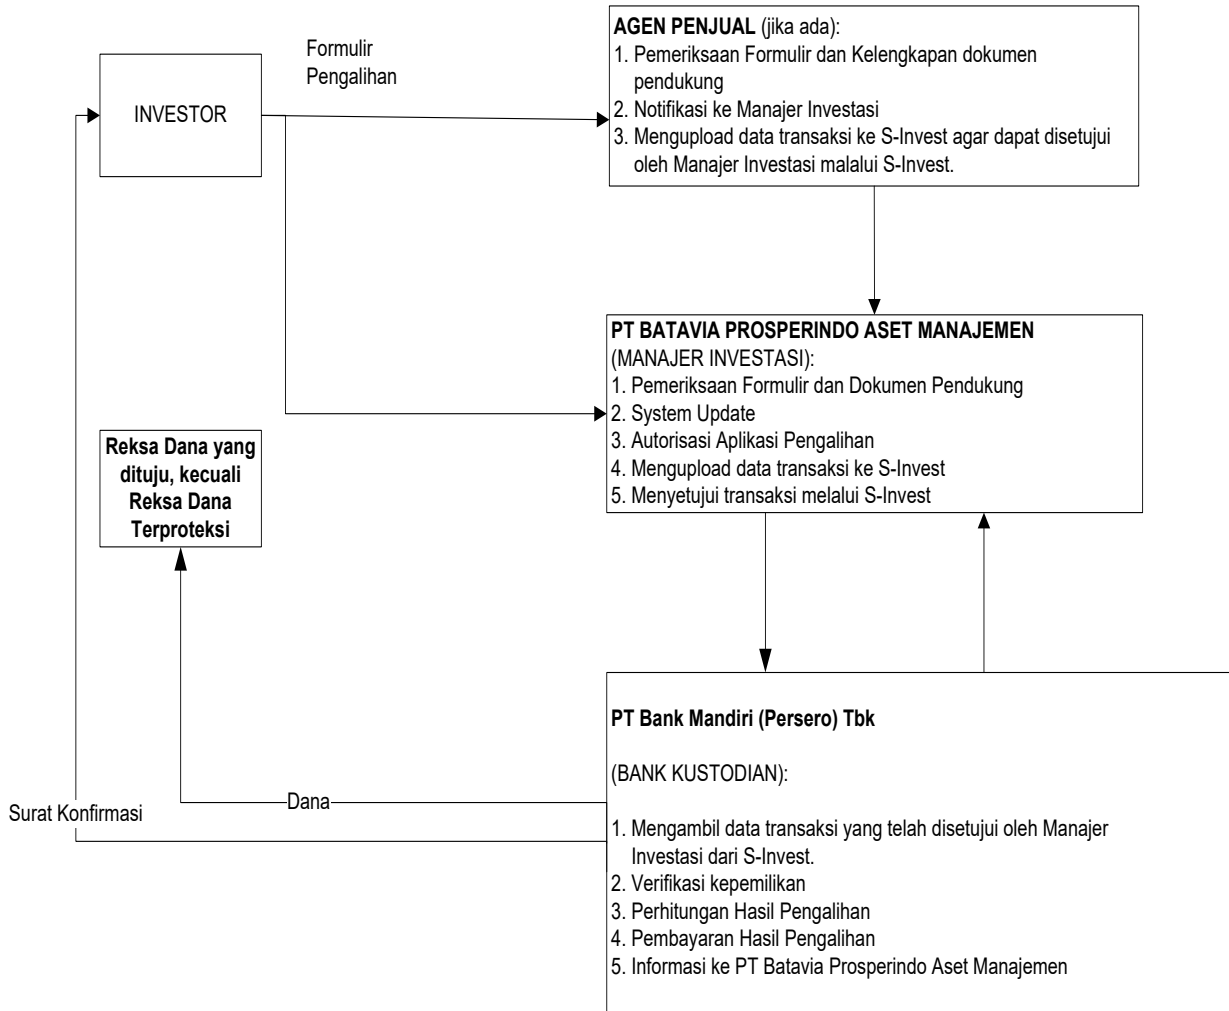 Formulir
Pengalihan
INVESTOR
AGEN PENJUAL (jika ada):
1. Pemeriksaan Formulir dan Kelengkapan dokumen
pendukung
2. Notifikasi ke Manajer Investasi
3. Mengupload data transaksi ke S-Invest agar dapat disetujui
oleh Manajer Investasi malalui S-Invest.
PT BATAVIA PROSPERINDO ASET MANAJEMEN
(MANAJER INVESTASI):
1. Pemeriksaan Formulir dan Dokumen Pendukung
2. System Update
3. Autorisasi Aplikasi Pengalihan
4. Mengupload data transaksi ke S-Invest
5. Menyetujui transaksi melalui S-Invest
Reksa Dana yang
dituju, kecuali
Reksa Dana
Terproteksi
PT Bank Mandiri (Persero) Tbk
(BANK KUSTODIAN):
1. Mengambil data transaksi yang telah disetujui oleh Manajer
Investasi dari S-Invest.
2. Verifikasi kepemilikan
3. Perhitungan Hasil Pengalihan
4. Pembayaran Hasil Pengalihan
5. Informasi ke PT Batavia Prosperindo Aset Manajemen
Dana
Surat Konfirmasi